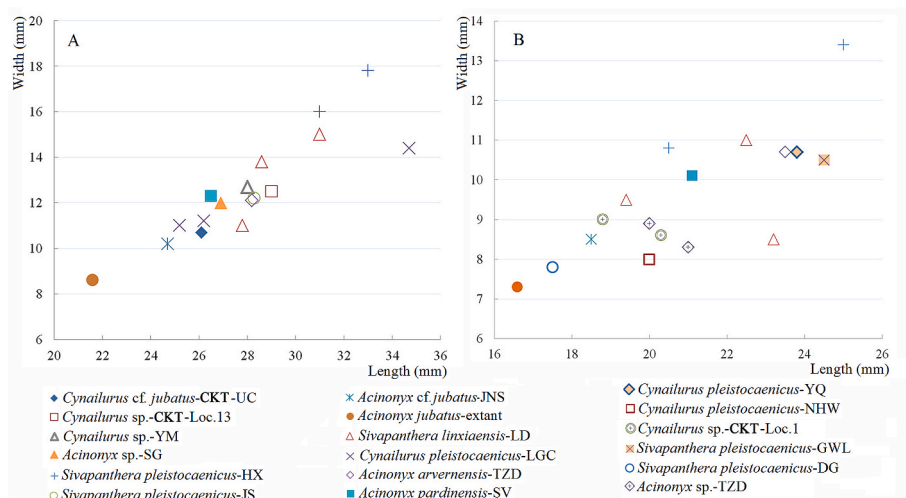 A
Width (mm)
20
18
16
14
12
10
8
6
20 22 24 26 28 30 32 34 36
Length (mm)
B
Width (mm)
14
13
12
11
10
9
8
7
6
16 18 20 22 24 26
Length (mm)
Cynailurus cf. jubatus-CKT-UC
Cynailurus sp.-CKT-Loc.13
Cynailurus sp.-YM
Acinonyx sp.-SG
Sivapanthera pleistocaenicus-HX
Sivapanthera pleistocaenicus-JS
Acinonyx cf.jubatus-JNS
Acinonyx jubatus-extant
Sivapanthera linxiaensis-LD
Cynailurus pleistocaenicus-LGC
Acinonyx arvernensis-TZD
Acinonyx pardinensis-SV
Cynailurus pleistocaenicus-YQ
Cynailurus pleistocaenicus-NHW
Cynailurus sp.-CKT-Loc.1
Sivapanthera pleistocaenicus-GWL
Sivapanthera pleistocaenicus-DG
Acinonyx sp.-TZD